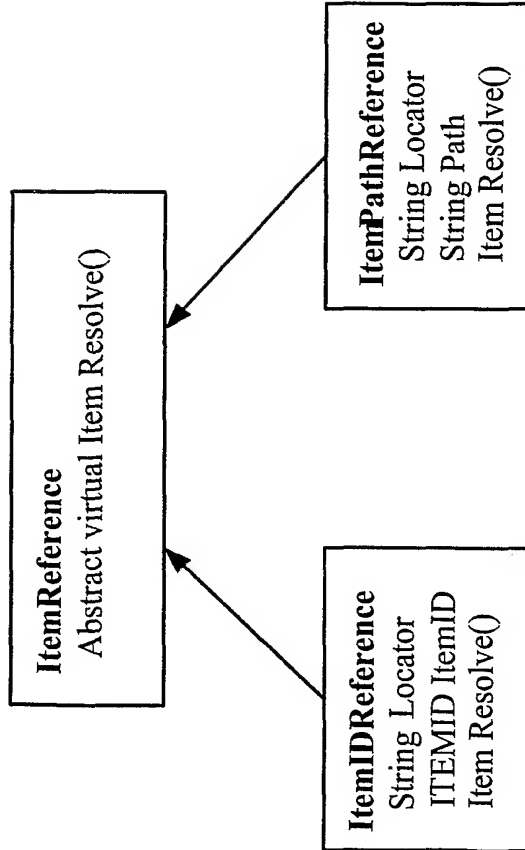 ItemReference
Abstract virtual Item Resolve()
ItemIDReference
String Locator
ITEMID ItemID
Item Resolve()
ItemPathReference
String Locator
String Path
Item Resolve()